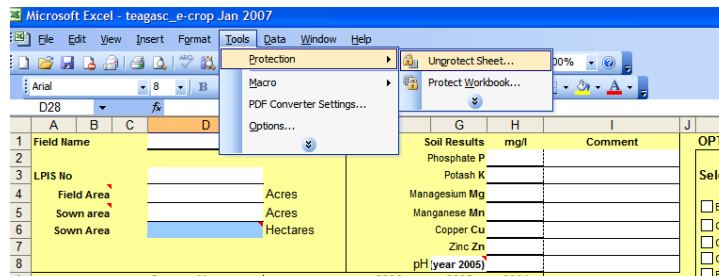 Microsoft Excel - teagasc_e-crop Jan 2007
File Edit View Insert Format Tools Data Window Help
Protection
Unprotect Sheet...
00%
Arial 8 B
Macro
Protect Workbook...
A
D28 fx
PDF Converter Settings...
Options...
A B C D G H I J
1 Field Name Soil Results mg/l Comment OPT
2 Phosphate P
3 LPIS No Potash K Sele
4 Field Area Acres Managesium Mg
5 Sown area Acres Manganese Mn
6 Sown Area Hectares Copper Cu
7 Zinc Zn
8 pH (year 2005)